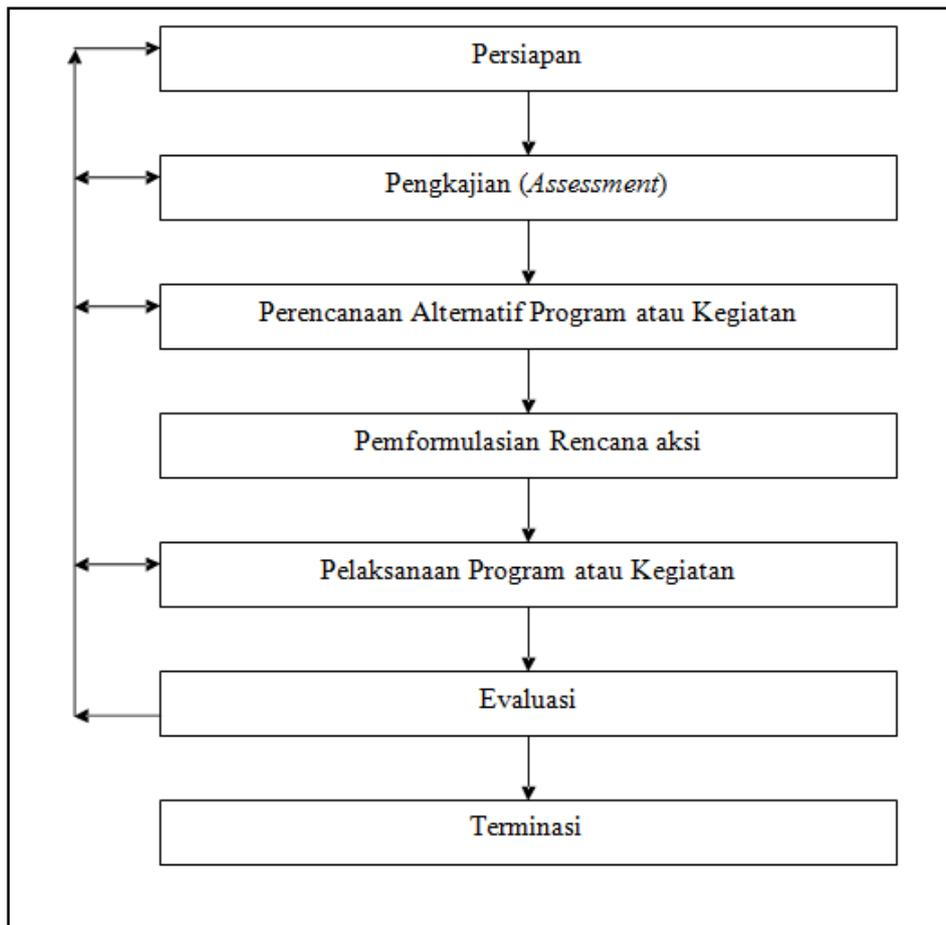 Persiapan
Pengkajian (Assessment)
Perencanaan Alternatif Program atau Kegiatan
Pemformulasian Rencana aksi
Pelaksanaan Program atau Kegiatan
Evaluasi
Terminasi